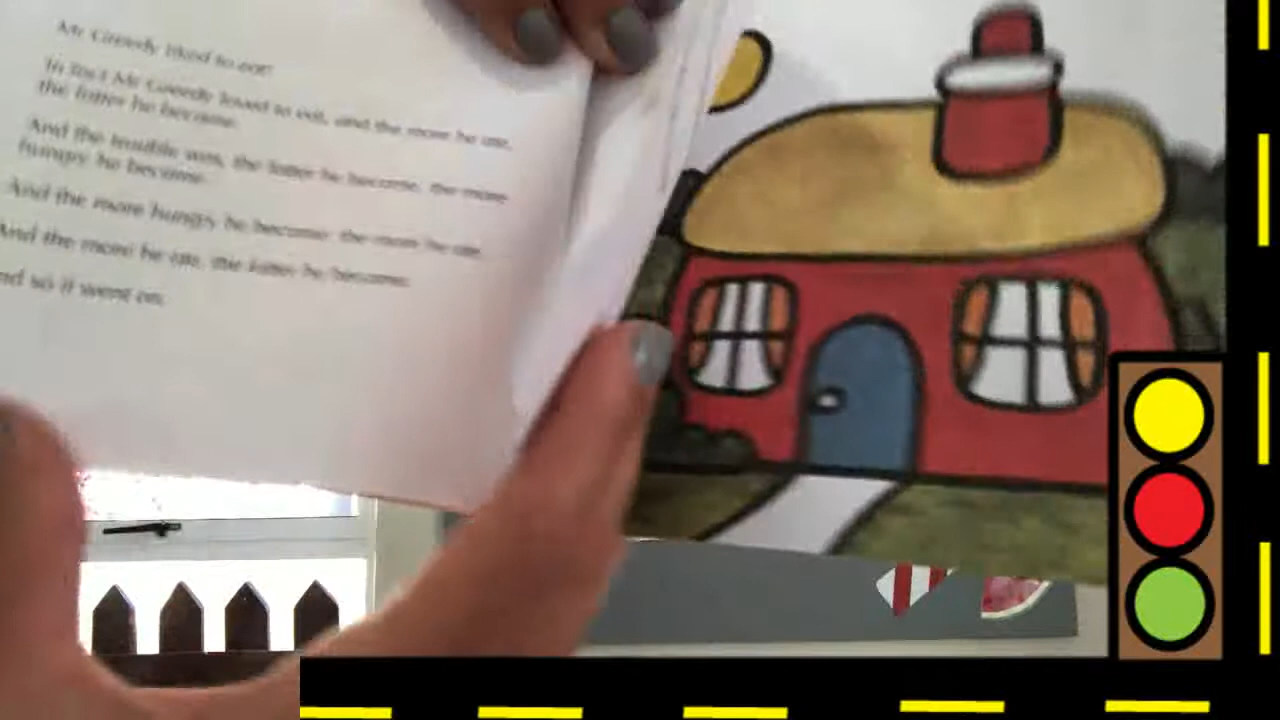 Mr Greedy liked to eat!
In fact Mr Greedy loved to eat, and the more he ate,
the fatter he became.
And the trouble was, the fatter he became, the more
hungry he became.
And the more hungry he became, the more he ate.
And the more he ate, the fatter he became.
nd so it went on.